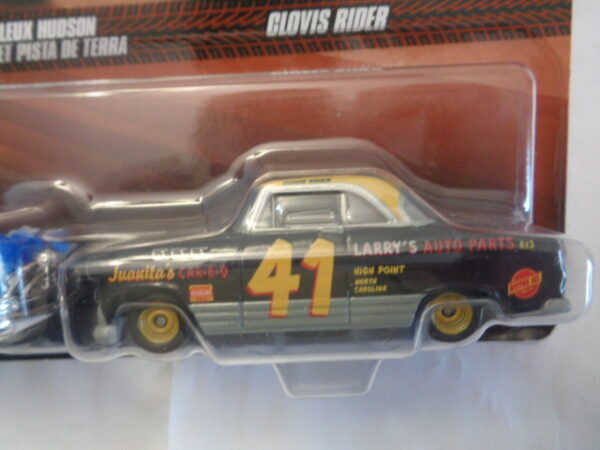 LEUX HUDSON
ET PISTA DE TERRA
CLOVIS RIDER
Juanita's CAR-B-Q
41
LARRY'S AUTO PARTS
HIGH POINT
NORTH
CAROLINA